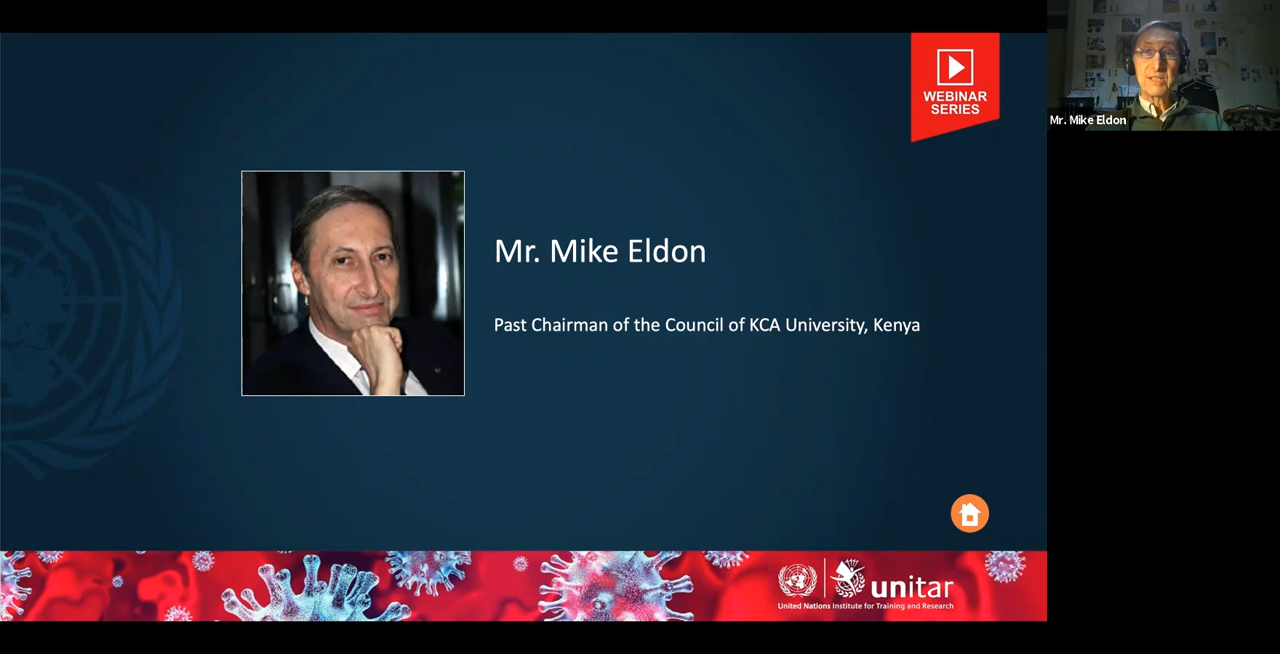 WEBINAR
SERIES
Mr. Mike Eldon
Mr. Mike Eldon
Past Chairman of the Council of KCA University, Kenya
unitar
United Nations Institute for Training and Research